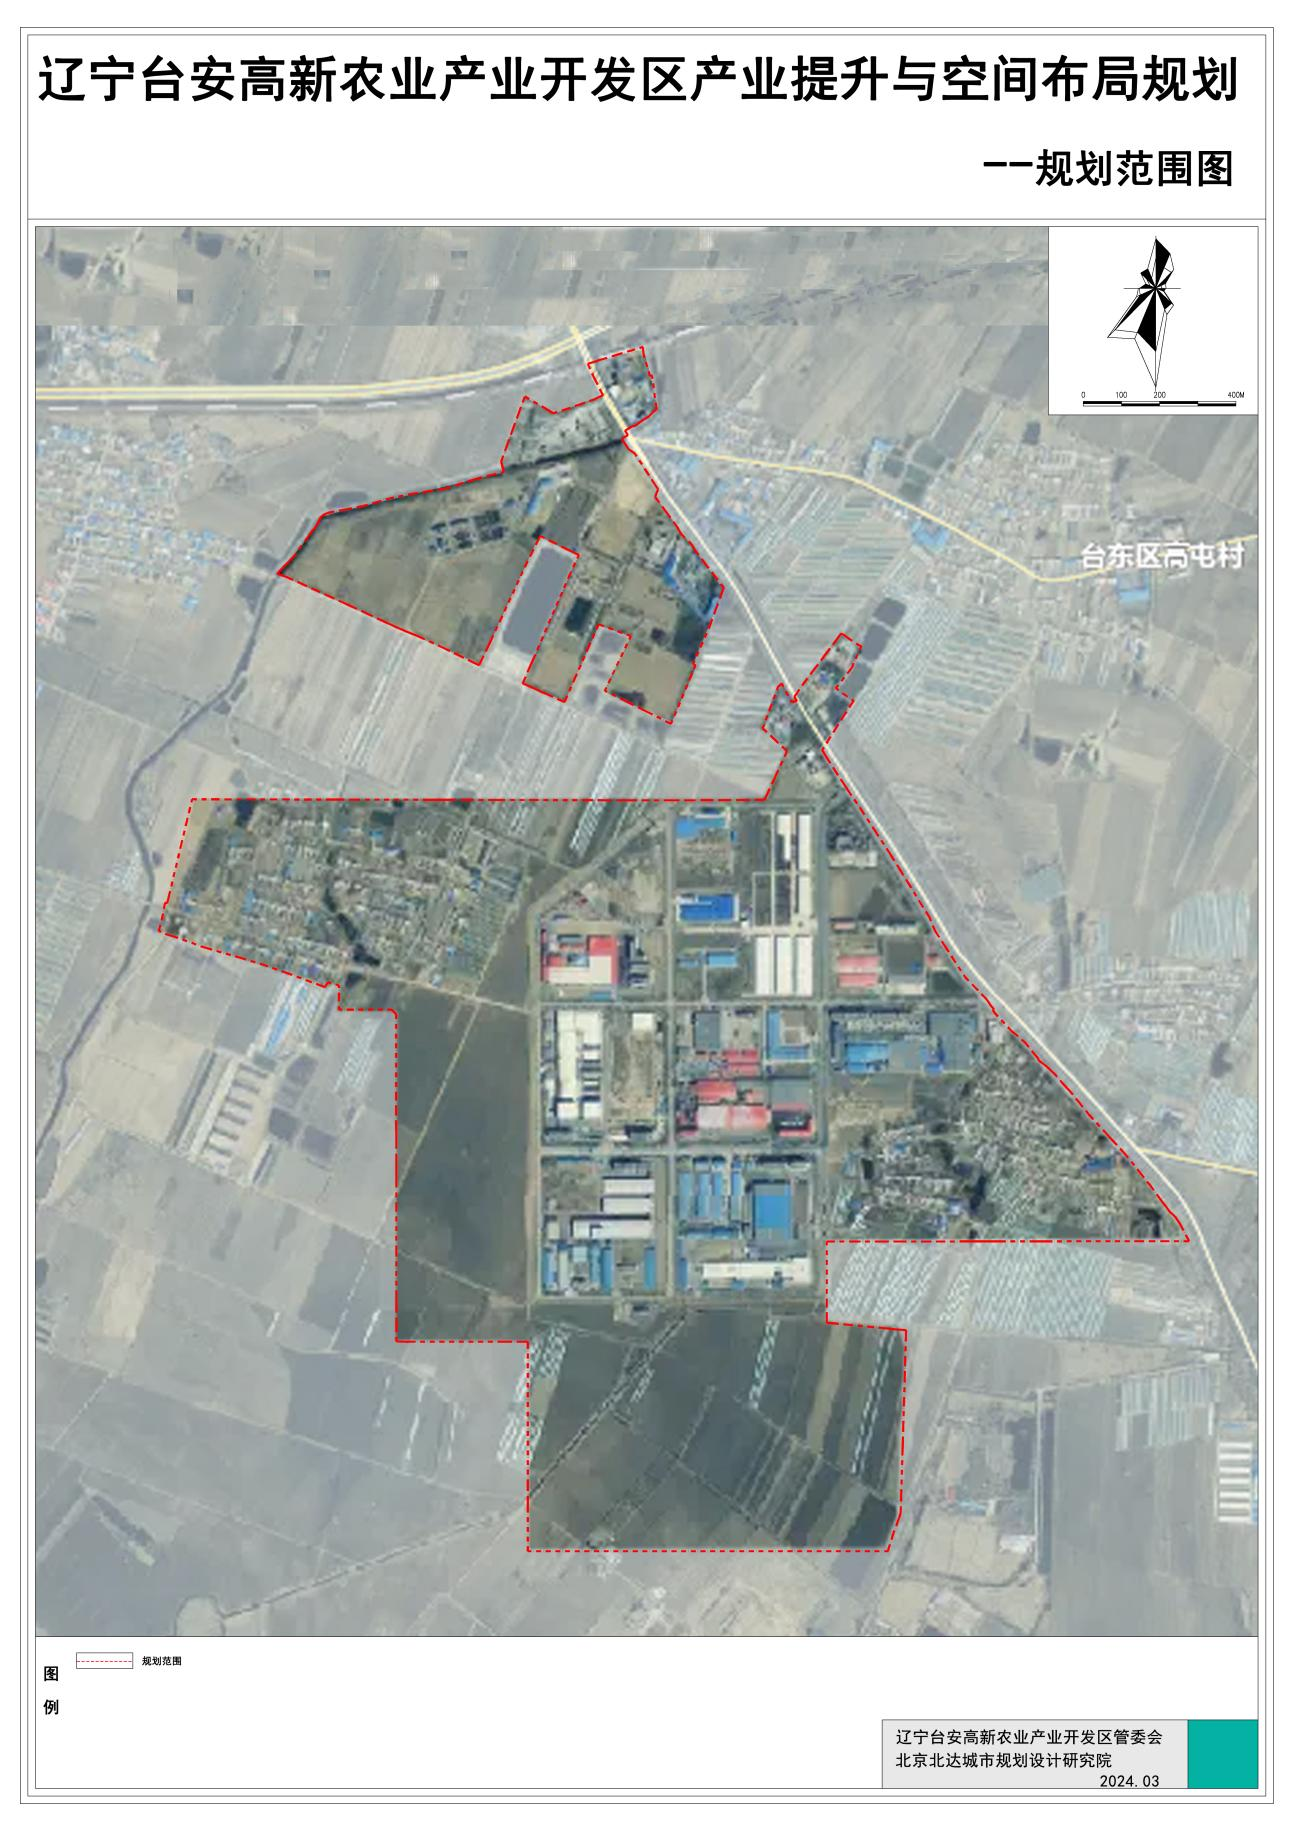 辽宁台安高新农业产业开发区产业提升与空间布局规划
——规划范围图
0 100 200 400M
台东区高屯村
图例
规划范围
辽宁台安高新农业产业开发区管委会
北京北达城市规划设计研究院
2024.03